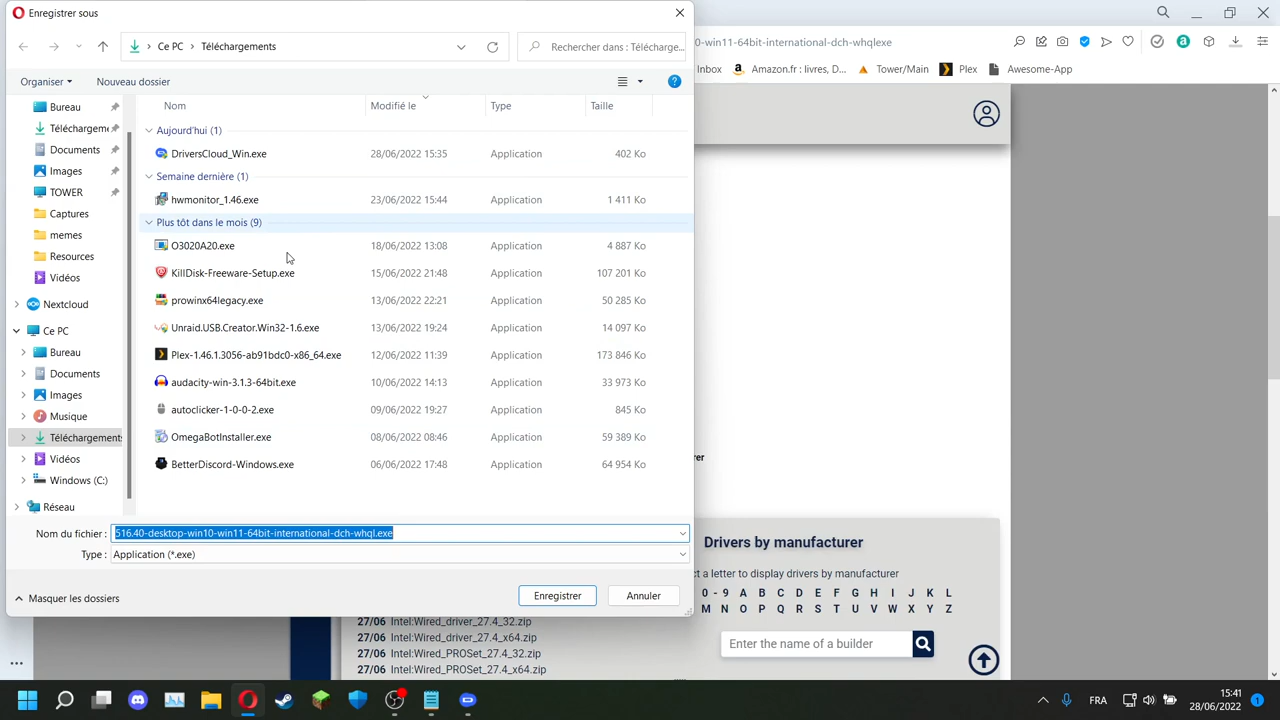 Enregistrer sous
Ce PC > Téléchargements
Rechercher dans : Télécharge...
Organiser
Nouveau dossier
Bureau
Téléchargeme
Documents
Images
TOWER
Captures
memes
Resources
Vidéos
Nextcloud
Ce PC
Bureau
Documents
Images
Musique
Téléchargements
Vidéos
Windows (C:)
Réseau
Nom Modifié le Type Taille
Aujourd'hui (1)
DriversCloud_Win.exe 28/06/2022 15:35 Application 402 Ko
Semaine dernière (1)
hwmonitor_1.46.exe 23/06/2022 15:44 Application 1 411 Ko
Plus tôt dans le mois (9)
O3020A20.exe 18/06/2022 13:08 Application 4 887 Ko
KillDisk-Freeware-Setup.exe 15/06/2022 21:48 Application 107 201 Ko
prowinx64legacy.exe 13/06/2022 22:21 Application 50 285 Ko
Unraid.USB.Creator.Win32-1.6.exe 13/06/2022 19:24 Application 14 097 Ko
Plex-1.46.1.3056-ab91bdc0-x86_64.exe 12/06/2022 11:39 Application 173 846 Ko
audacity-win-3.1.3-64bit.exe 10/06/2022 14:13 Application 33 973 Ko
autoclicker-1-0-0-2.exe 09/06/2022 19:27 Application 845 Ko
OmegaBotInstaller.exe 08/06/2022 08:46 Application 59 389 Ko
BetterDiscord-Windows.exe 06/06/2022 17:48 Application 64 954 Ko
Nom du fichier : 516.40-desktop-win10-win11-64bit-international-dch-whql.exe
Type : Application (*.exe)
Masquer les dossiers
Enregistrer
Annuler
0-win11-64bit-international-dch-whqlexe
Inbox
Amazon.fr : livres, D...
Tower/Main
Plex
Awesome-App
er
Drivers by manufacturer
ct a letter to display drivers by manufacturer
0 - 9 A B C D E F G H I J K L
M N O P Q R S T U V W X Y Z
Enter the name of a builder
27/06 Intel:Wired_driver_27.4_32.zip
27/06 Intel:Wired_driver_27.4_x64.zip
27/06 Intel:Wired_PROSet_27.4_32.zip
27/06 Intel:Wired_PROSet_27.4_x64.zip
FRA
15:41
28/06/2022
1